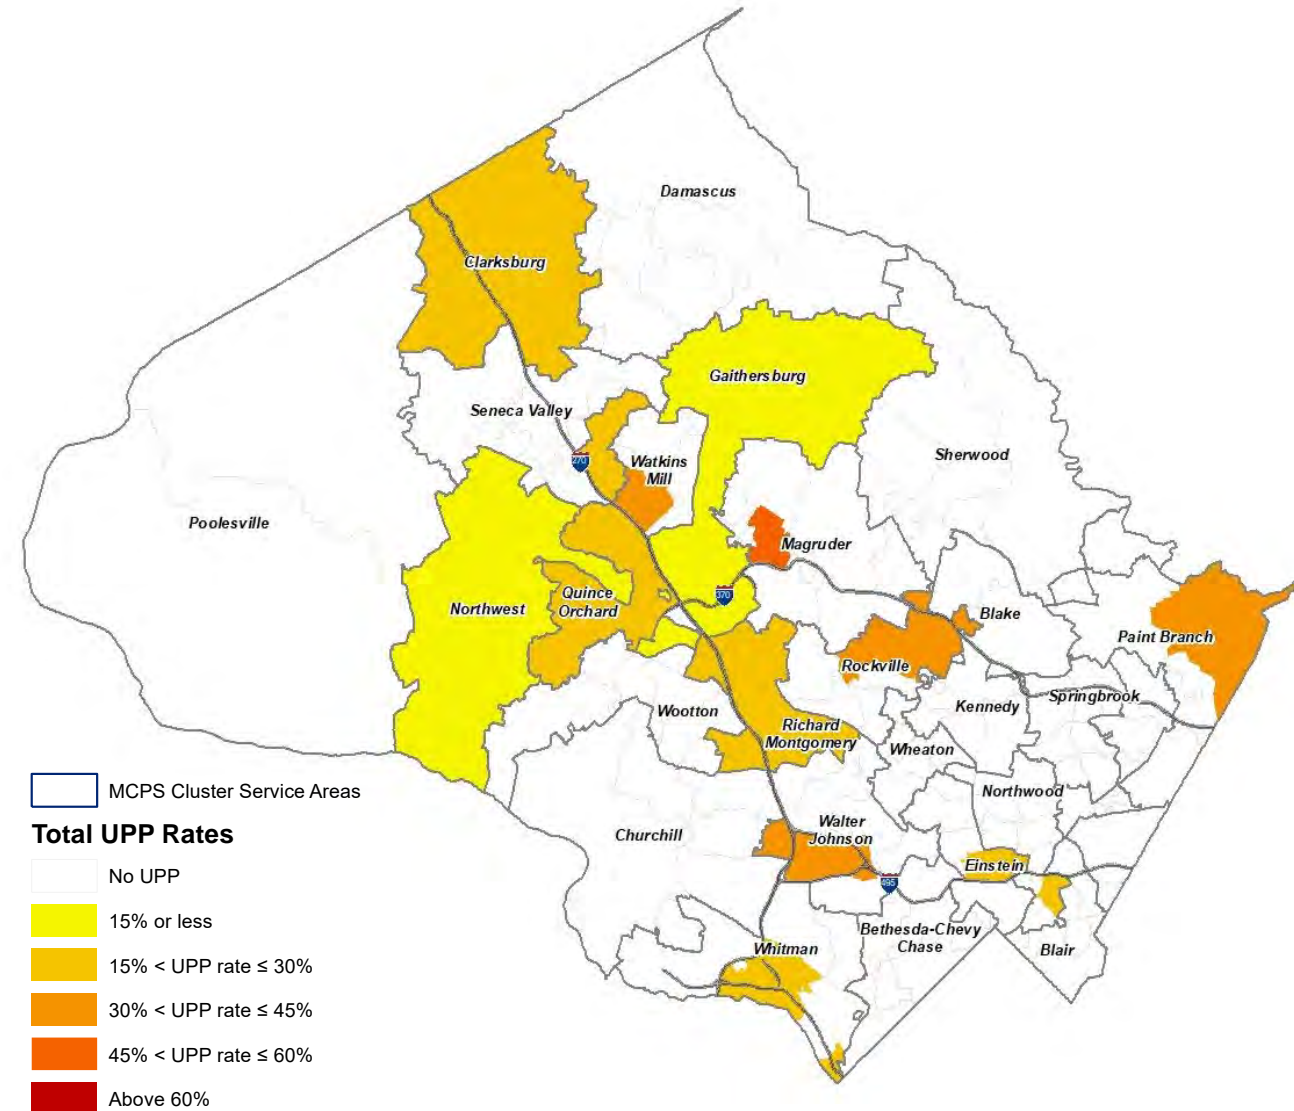 Damascus
Clarksburg
Gaithersburg
Seneca Valley
Sherwood
270
Watkins
Mill
Poolesville
Magruder
Quince
Orchard
Northwest
370
Blake
Paint Branch
Rockville
Springbrook
Kennedy
Wootton
Richard
Montgomery
Wheaton
Northwood
MCPS Cluster Service Areas
Total UPP Rates
Churchill
Walter
Johnson
Einstein
No UPP
495
15% or less
Bethesda-Chevy
Chase
Whitman
Blair
15% < UPP rate ≤ 30%
30% < UPP rate ≤ 45%
45% < UPP rate ≤ 60%
Above 60%